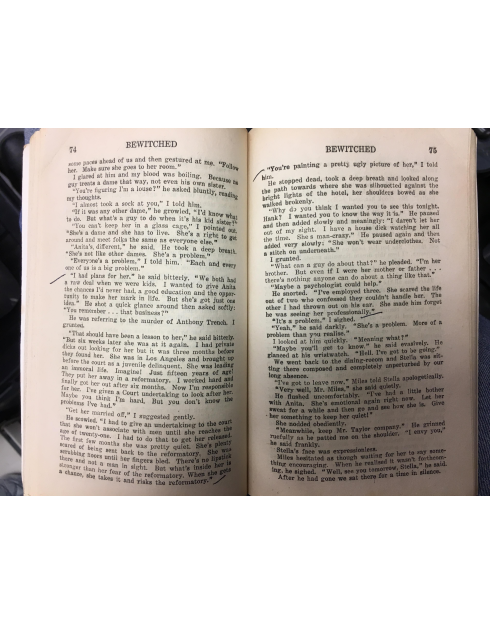 74 BEWITCHED
some paces ahead of us and then gestured at me. "Follow
her. Make sure she goes to her room."
I glared at him and my blood was boiling. Because no
guy treats a dame that way, not even his own sister.
"You're figuring I'm a louse?" he asked bluntly, reading
my thoughts.
"I almost took a sock at you," I told him.
"If it was any other dame," he growled, "I'd know what
to do. But what's a guy to do when it's his kid sister?"
"You can't keep her in a glass cage," I pointed out.
"She's a dater and she has to live. She's a right to get
around and meet folks the same as everyone else."
"Anita's, different," he said. He took a deep breath.
"She's not like other dames. She's a problem."
"Everyone's a problem," I told him. "Each and every
one of us is a big problem."
"I had plans for her," he said bitterly. "We both had
a raw deal when we were kids. I wanted to give Anita
the chances I'd never had, a good education and the oppor-
tunity to make her mark in life. But she's got just one
idea." He shot a quick glance around then asked softly:
"You remember . . . that business?"
He was referring to the murder of Anthony Trench. I
grunted.
"That should have been a lesson to her," he said bitterly.
"But six weeks later she was at it again. I had private
dicks out looking for her but it was three months before
they found her. She was in Los Angeles and brought up
before the court as a juvenile delinquent. She was leading
an immoral life. Imagine! Just fifteen years of age!
They put her away in a reformatory. I worked hard and
finally got her out after six months. Now I'm responsible
for her. I've given a Court undertaking to look after her.
Maybe you think I'm hard. But you don't know the
problems I've had."
"Get her married off," I suggested gently.
He scowled. "I had to give an undertaking to the court
that she won't associate with men until she reaches the
age of twenty-one. I had to do that to get her released.
The first few months she was pretty quiet. She's plenty
scared of being sent back to the reformatory. She was
scrubbing floors until her fingers bled. There's no lipstick
there and not a man in sight. But what's inside her is
stronger than her fear of the reformatory. When she gets
a chance, she takes it and risks the reformatory."
BEWITCHED 75
"You're painting a pretty ugly picture of her," I told
him.
He stopped dead, took a deep breath and looked along
the path towards where she was silhouetted against the
bright lights of the hotel, her shoulders bowed as she
walked brokenly.
"Why do you think I wanted you to see this tonight,
Hank? I wanted you to know the way it is." He paused
and then added slowly and meaningly: "I daren't let her
out of my sight. I have a house dick watching her all
the time. She's man-crazy." He paused again and then
added very slowly: "She won't wear underclothes. Not
a stitch on underneath."
I grunted.
"What can a guy do about that?" he pleaded. "I'm her
brother. But even if I were her mother or father . . .
there's nothing anyone can do about a thing like that."
"Maybe a psychologist could help."
He snorted. "I've employed three. She scared the life
out of two who confessed they couldn't handle her. The
other I had thrown out on his ear. She made him forget
he was seeing her professionally."
"It's a problem," I sighed.
"Yeah," he said darkly. "She's a problem. More of a
problem than you realise."
I looked at him quickly. "Meaning what?"
"Maybe you'll get to know," he said evasively. He
glanced at his wristwatch. "Hell, I've got to be going."
We went back to the dining-room and Stella was sit-
ting there composed and completely unperturbed by our
long absence.
"I've got to leave now," Miles told Stella apologetically.
"Very well, Mr. Miles," she said quietly.
He flushed uncomfortably. "I've had a little bother
with Anita. She's emotional again right now. Let her
sweat for a while and then go and see how she is. Give
her something to keep her quiet!"
She nodded obediently.
"Meanwhile, keep Mr. Taylor company." He grinned
ruefully as he patted me on the shoulder. "I envy you,"
he said frankly.
Stella's face was expressionless.
Miles hesitated as though waiting for her to say some-
thing encouraging. When he realised it wasn't forthcom-
ing, he sighed. "Well, see you tomorrow, Stella," he said.
After he had gone we sat there for a time in silence.